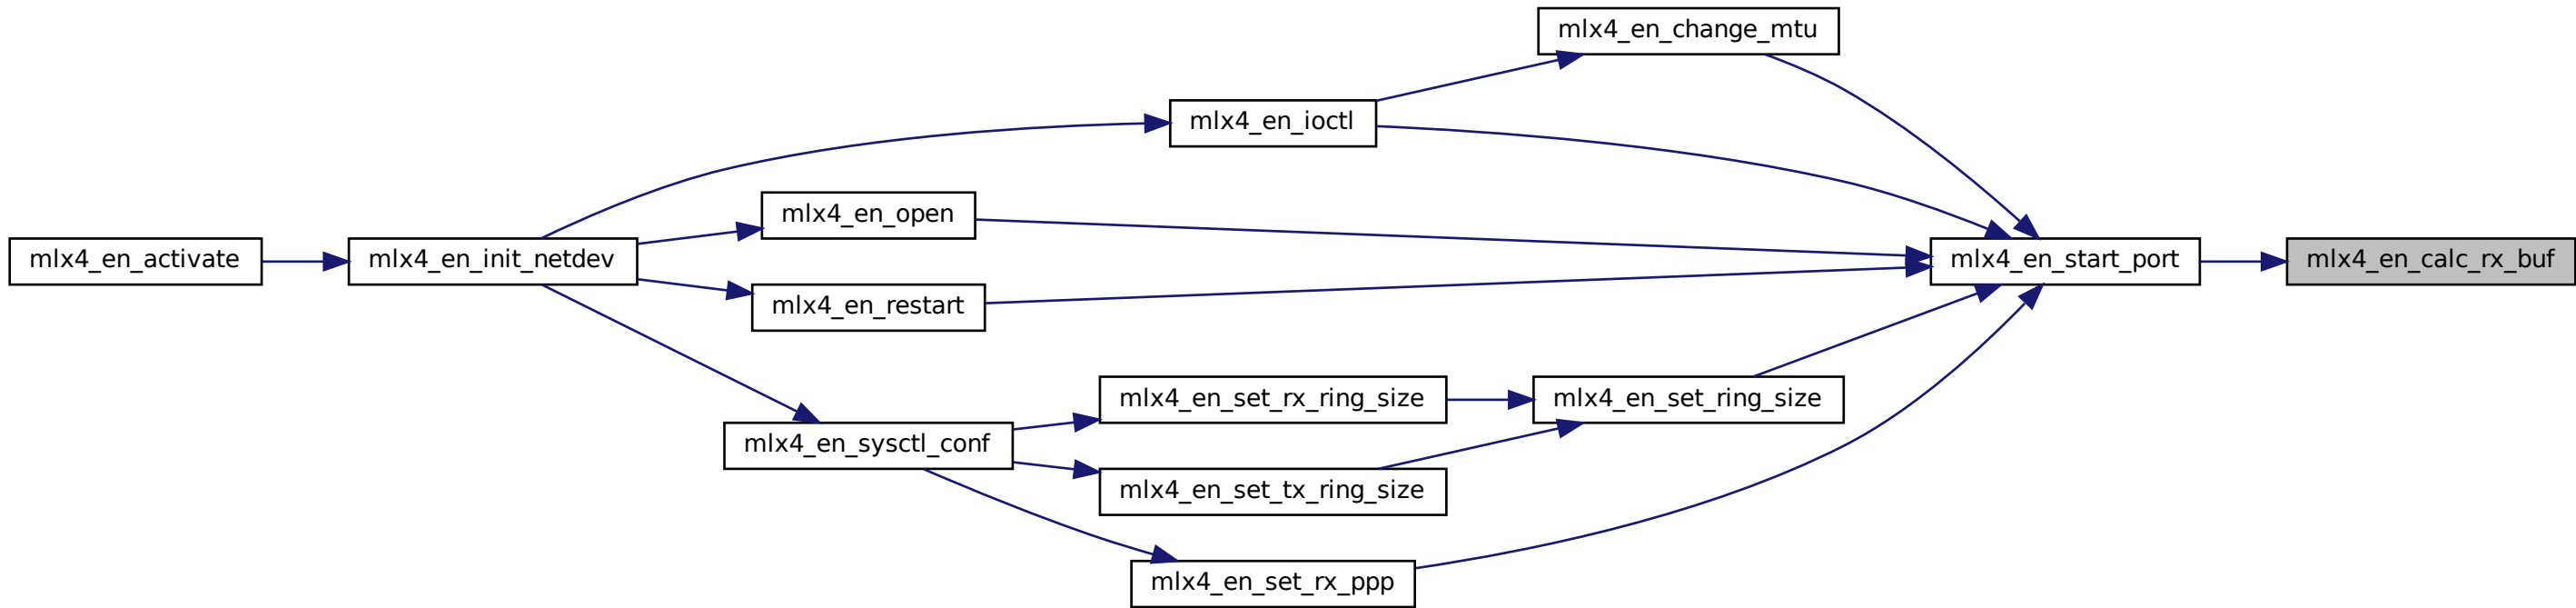 mlx4_en_change_mtu
mlx4_en_ioctl
mlx4_en_open
mlx4_en_activate
mlx4_en_init_netdev
mlx4_en_start_port
mlx4_en_calc_rx_buf
mlx4_en_restart
mlx4_en_set_rx_ring_size
mlx4_en_set_ring_size
mlx4_en_sysctl_conf
mlx4_en_set_tx_ring_size
mlx4_en_set_rx_ppp